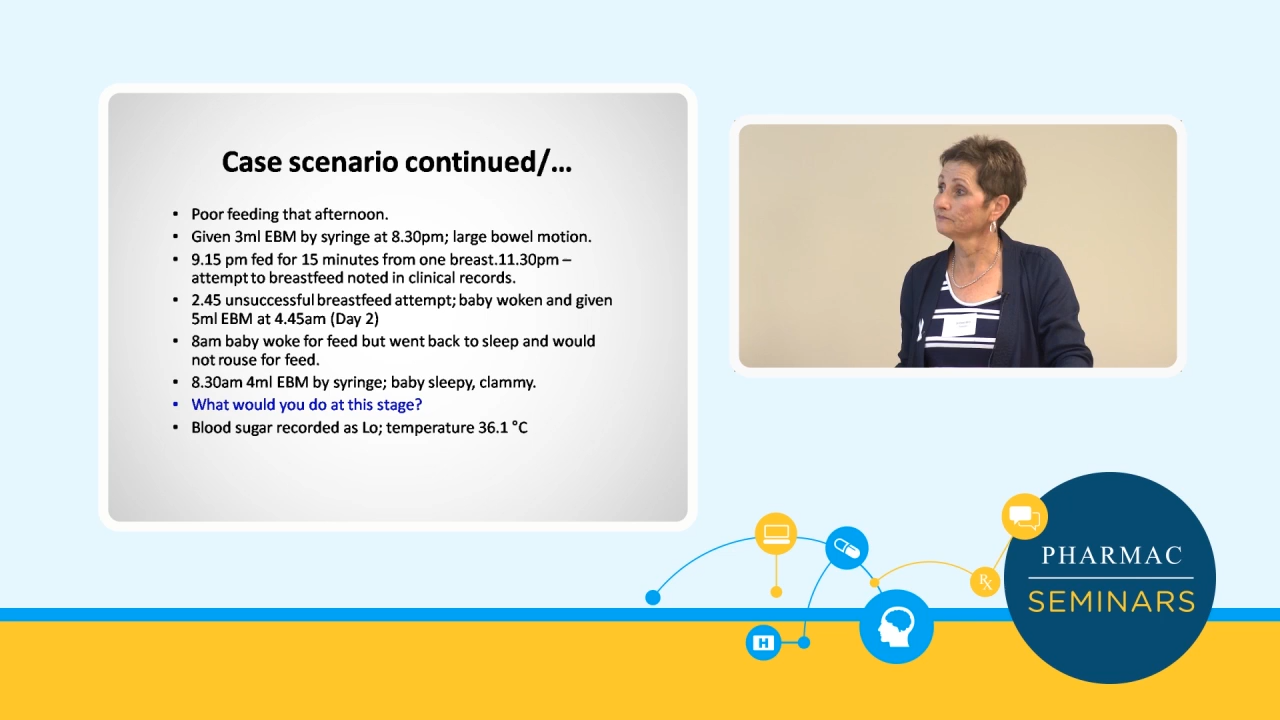 Case scenario continued/...
• Poor feeding that afternoon.
• Given 3ml EBM by syringe at 8.30pm; large bowel motion.
• 9.15 pm fed for 15 minutes from one breast.11.30pm –
attempt to breastfeed noted in clinical records.
• 2.45 unsuccessful breastfeed attempt; baby woken and given
5ml EBM at 4.45am (Day 2)
• 8am baby woke for feed but went back to sleep and would
not rouse for feed.
• 8.30am 4ml EBM by syringe; baby sleepy, clammy.
• What would you do at this stage?
• Blood sugar recorded as Lo; temperature 36.1 °C
PHARMAC
SEMINARS
Rx
H